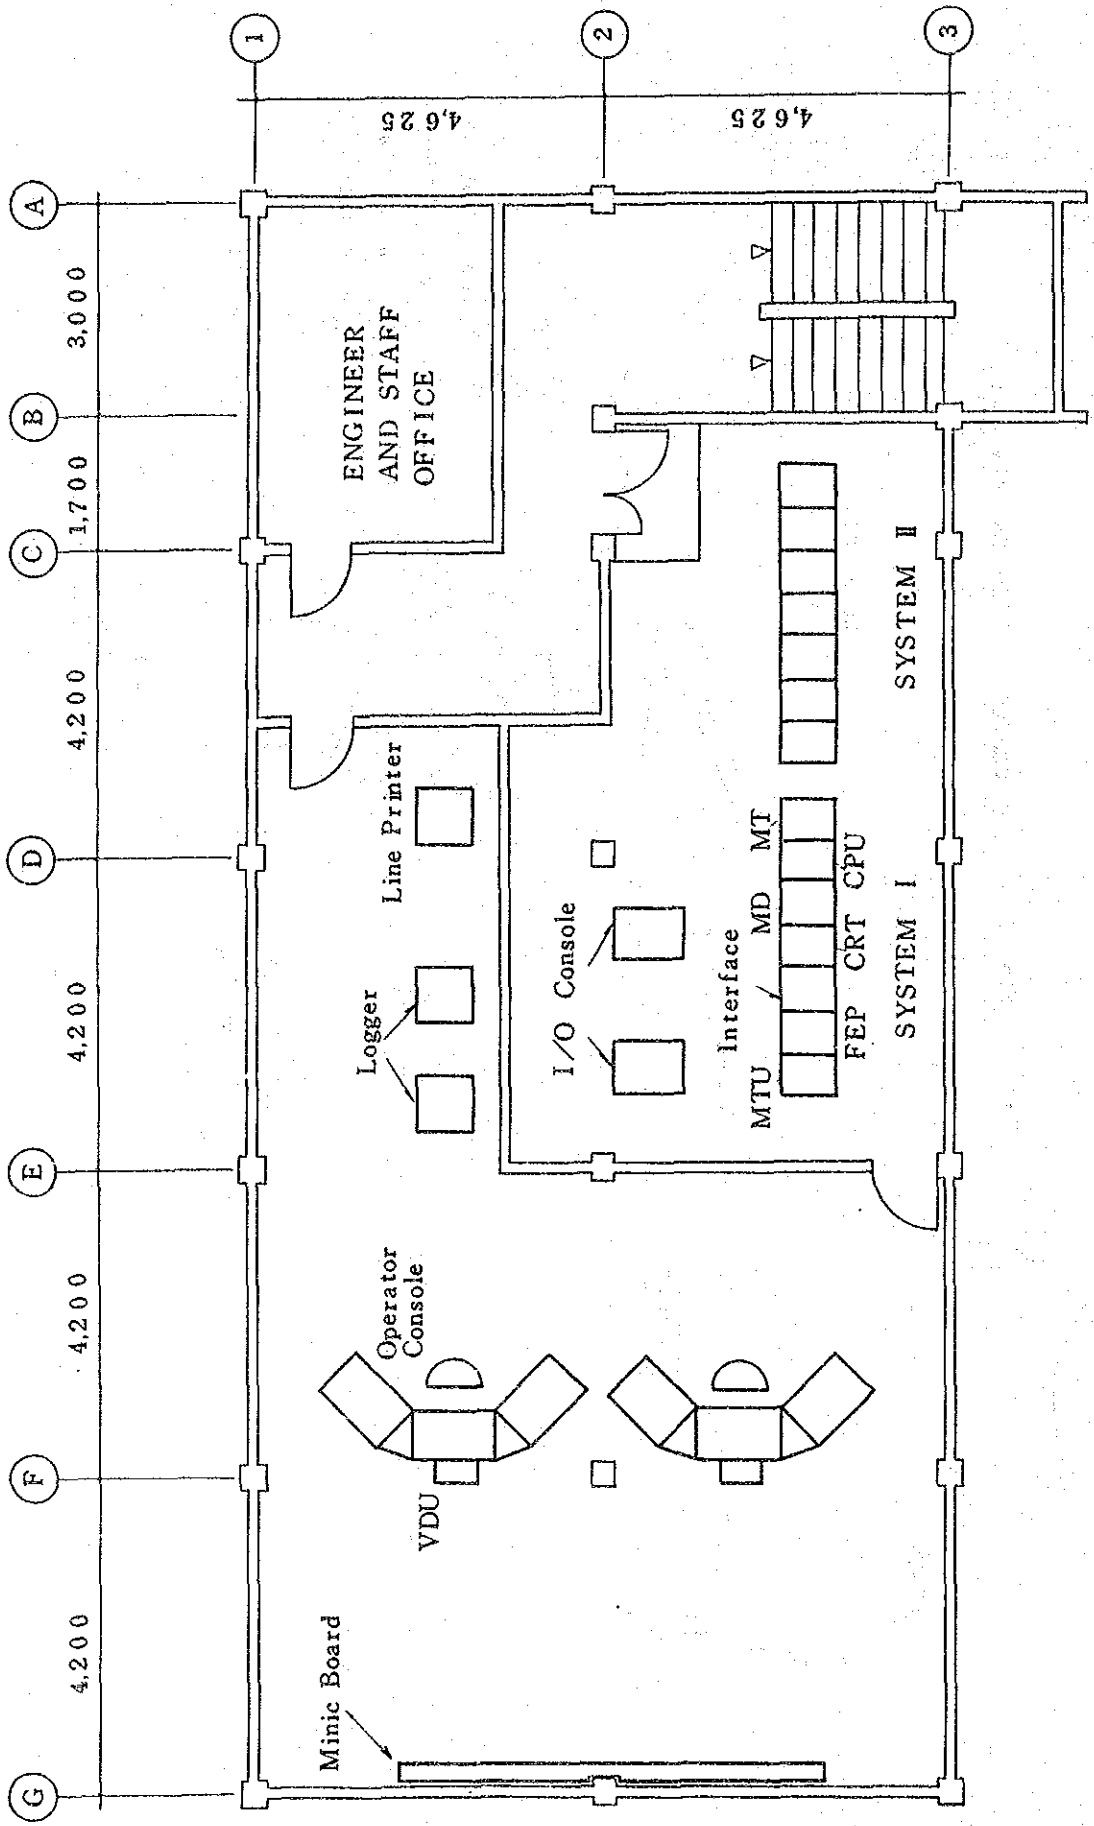 G
F
E
D
C
B
A
4,200
4,200
4,200
4,200
1,700
3,000
1
2
3
4,625
4,625
Minic Board
VDU
Operator
Console
Logger
Line Printer
ENGINEER
AND STAFF
OFFICE
I/O Console
Interface
MTU
MD
MT
FEP
CRT
CPU
SYSTEM I
SYSTEM II